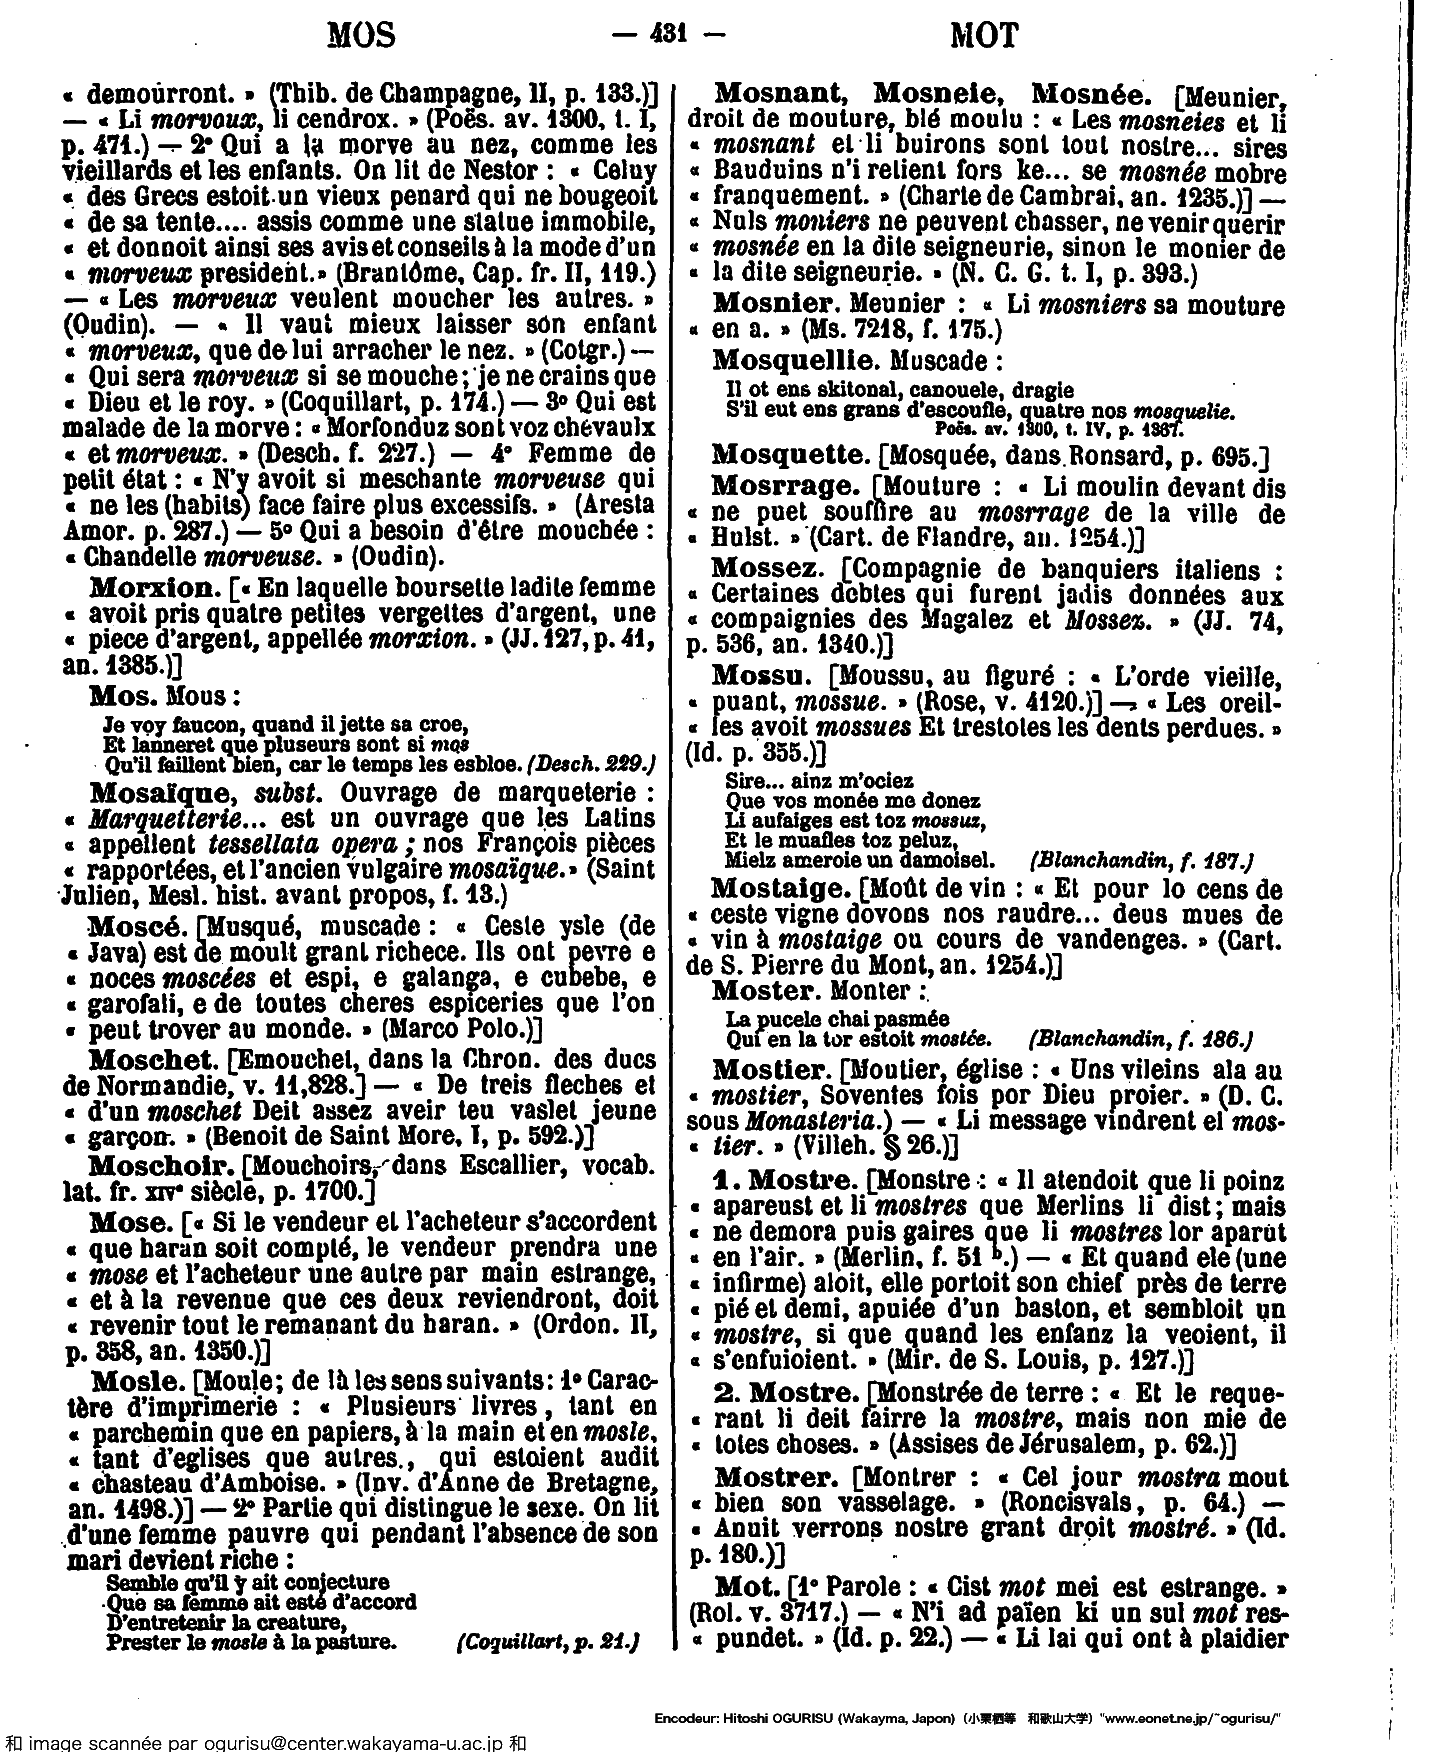 MOS — 431 — MOT
« demourront. » (Thib. de Champagne, II, p. 133.)]
— « Li morvoux, li cendrox. » (Poës. av. 1300, t. I,
p. 471.) — 2° Qui a la morve au nez, comme les
vieillards et les enfants. On lit de Nestor : « Celuy
« des Grecs estoit un vieux penard qui ne bougeoit
« de sa tente.... assis comme une statue immobile,
« et donnoit ainsi ses avis et conseils à la mode d'un
« morveux president. » (Brantôme, Cap. fr. II, 119.)
— « Les morveux veulent moucher les autres. »
(Oudin). — « Il vaut mieux laisser son enfant
« morveux, que de lui arracher le nez. » (Cotgr.) —
« Qui sera morveux si se mouche; je ne crains que
« Dieu et le roy. » (Coquillart, p. 174.) — 3° Qui est
malade de la morve : « Morfonduz sont voz chevaulx
« et morveux. » (Desch. f. 227.) — 4° Femme de
petit état : « N'y avoit si meschante morveuse qui
« ne les (habits) face faire plus excessifs. » (Aresta
Amor. p. 287.) — 5° Qui a besoin d'être mouchée :
« Chandelle morveuse. » (Oudin).
Morxion. [« En laquelle boursette ladite femme
« avoit pris quatre petites vergettes d'argent, une
« piece d'argent, appellée morxion. » (JJ. 127, p. 41,
an. 1385.)]
Mos. Mous :
Je voy faucon, quand il jette sa croe,
Et lanneret que pluseurs sont si mos
Qu'il faillent bien, car le temps les esbloe. (Desch. 229.)
Mosaïque, subst. Ouvrage de marqueterie :
« Marquetterie... est un ouvrage que les Latins
« appellent tessellata opera ; nos François pièces
« rapportées, et l'ancien vulgaire mosaïque. » (Saint
Julien, Mesl. hist. avant propos, f. 13.)
Moscé. [Musqué, muscade : « Ceste ysle (de
« Java) est de moult grant richece. Ils ont pevre e
« noces moscées et espi, e galanga, e cubebe, e
« garofali, e de toutes cheres espiceries que l'on
« peut trover au monde. » (Marco Polo.)]
Moschet. [Emouchet, dans la Chron. des ducs
de Normandie, v. 11,828.] — « De treis fleches et
« d'un moschet Deit assez aveir teu vaslet jeune
« garçon. » (Benoit de Saint More, I, p. 592.)]
Moschoir. [Mouchoirs, dans Escallier, vocab.
lat. fr. XIVe siècle, p. 1700.]
Mose. [« Si le vendeur et l'acheteur s'accordent
« que haran soit compté, le vendeur prendra une
« mose et l'acheteur une autre par main estrange,
« et à la revenue que ces deux reviendront, doit
« revenir tout le remanant du haran. » (Ordon. II,
p. 358, an. 1350.)]
Mosle. [Moule; de là les sens suivants : 1° Carac-
tère d'imprimerie : « Plusieurs livres, tant en
« parchemin que en papiers, à la main et en mosle,
« tant d'eglises que autres., qui estoient audit
« chasteau d'Amboise. » (Inv. d'Anne de Bretagne,
an. 1498.)] — 2° Partie qui distingue le sexe. On lit
d'une femme pauvre qui pendant l'absence de son
mari devient riche :
Semble qu'il y ait conjecture
Que sa femme ait esté d'accord
D'entretenir la creature,
Prester le mosle à la pasture. (Coquillart, p. 21.)
Mosnant, Mosneie, Mosnée. [Meunier,
droit de mouture, blé moulu : « Les mosneies et li
« mosnant et li buirons sont tout nostre... sires
« Bauduins n'i retient fors ke... se mosnée mobre
« franquement. » (Charte de Cambrai, an. 1235.)] —
« Nuls moniers ne peuvent chasser, ne venir querir
« mosnée en la dite seigneurie, sinon le monier de
« la dite seigneurie. » (N. C. G. t. I, p. 393.)
Mosnier. Meunier : « Li mosniers sa mouture
« en a. » (Ms. 7218, f. 175.)
Mosquellie. Muscade :
Il ot ens skitonal, canouele, dragie
S'il eut ens grans d'escoufle, quatre nos mosquelie.
Poës. av. 1300, t. IV, p. 1367.
Mosquette. [Mosquée, dans Ronsard, p. 695.]
Mosrrage. [Mouture : « Li moulin devant dis
« ne puet souffire au mosrrage de la ville de
« Hulst. » (Cart. de Flandre, an. 1254.)]
Mossez. [Compagnie de banquiers italiens :
« Certaines debtes qui furent jadis données aux
« compaignies des Magalez et Mossez. » (JJ. 74,
p. 536, an. 1340.)]
Mossu. [Moussu, au figuré : « L'orde vieille,
« puant, mossue. » (Rose, v. 4120.)] — « Les oreil-
« les avoit mossues Et trestotes les dents perdues. »
(Id. p. 355.)]
Sire... ainz m'ociez
Que vos monée me donez
Li aufaiges est toz mossuz,
Et le muafles toz peluz,
Mielz ameroie un damoisel. (Blanchandin, f. 187.)
Mostaige. [Moût de vin : « Et pour lo cens de
« ceste vigne dovons nos raudre... deus mues de
« vin à mostaige ou cours de vandenges. » (Cart.
de S. Pierre du Mont, an. 1254.)]
Moster. Monter :
La pucele chai pasmée
Qui en la tor estoit mostée. (Blanchandin, f. 186.)
Mostier. [Moutier, église : « Uns vileins ala au
« mostier, Soventes fois por Dieu proier. » (D. C.
sous Monasteria.) — « Li message vindrent el mos-
« tier. » (Villeh. § 26.)]
1. Mostre. [Monstre : « Il atendoit que li poinz
« apareust et li mostres que Merlins li dist ; mais
« ne demora puis gaires que li mostres lor aparut
« en l'air. » (Merlin, f. 51 b.) — « Et quand ele (une
« infirme) aloit, elle portoit son chief près de terre
« pié et demi, apuiée d'un baston, et sembloit un
« mostre, si que quand les enfanz la veoient, il
« s'enfuioient. » (Mir. de S. Louis, p. 127.)]
2. Mostre. [Monstrée de terre : « Et le reque-
« rant li deit fairre la mostre, mais non mie de
« totes choses. » (Assises de Jérusalem, p. 62.)]
Mostrer. [Montrer : « Cel jour mostra mout
« bien son vasselage. » (Roncisvals, p. 64.) —
« Anuit verrons nostre grant droit mostré. » (Id.
p. 180.)]
Mot. [1° Parole : « Cist mot mei est estrange. »
(Rol. v. 3717.) — « N'i ad païen ki un sul mot res-
« pundet. » (Id. p. 22.) — « Li lai qui ont à plaidier
Encodeur: Hitoshi OGURISU (Wakayma, Japon) (小栗栖等 和歌山大学) "www.eonet.ne.jp/~ogurisu/"
和 image scannée par ogurisu@center.wakayama-u.ac.jp 和